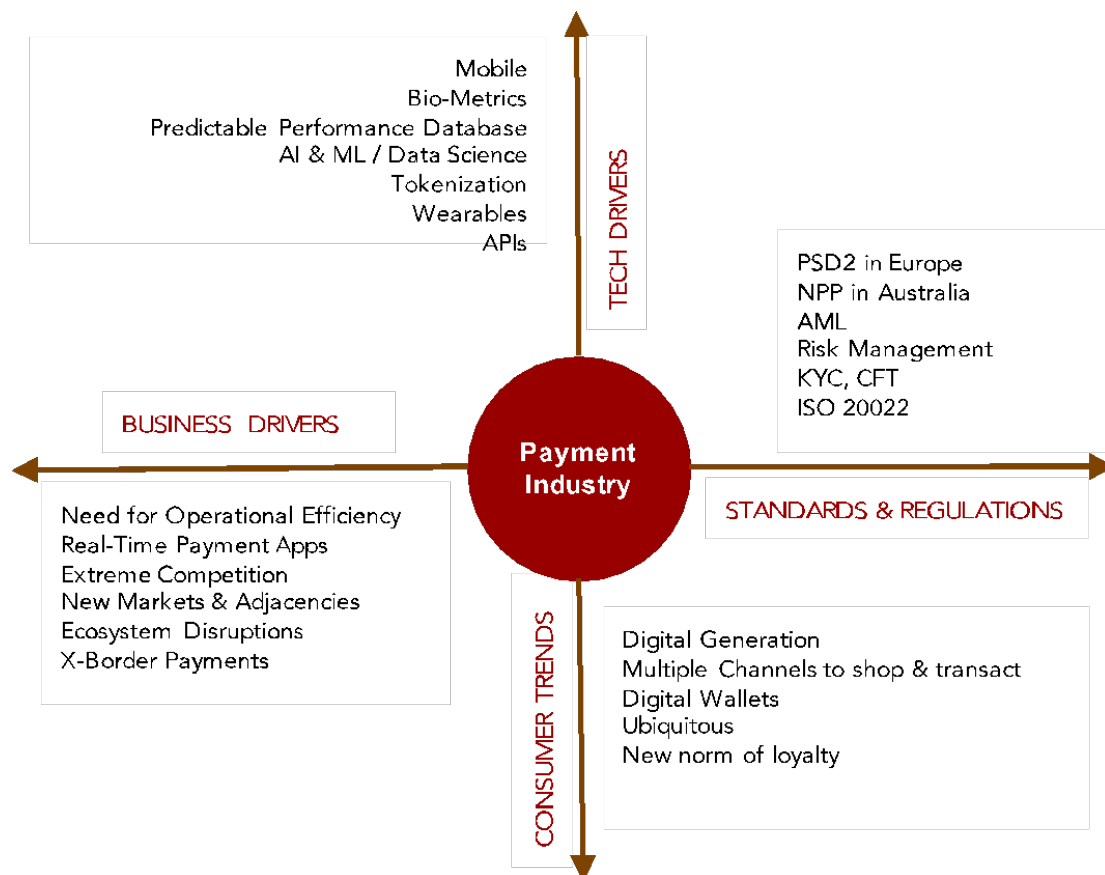 Mobile
Bio-Metrics
Predictable Performance Database
AI & ML / Data Science
Tokenization
Wearables
APIs
TECH DRIVERS
PSD2 in Europe
NPP in Australia
AML
Risk Management
KYC, CFT
ISO 20022
BUSINESS DRIVERS
Payment
Industry
STANDARDS & REGULATIONS
Need for Operational Efficiency
Real-Time Payment Apps
Extreme Competition
New Markets & Adjacencies
Ecosystem Disruptions
X-Border Payments
CONSUMER TRENDS
Digital Generation
Multiple Channels to shop & transact
Digital Wallets
Ubiquitous
New norm of loyalty